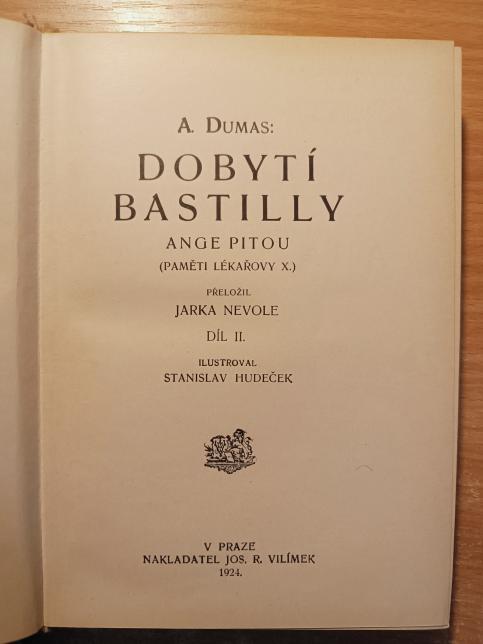 A. DUMAS:
DOBYTÍ
BASTILLY
ANGE PITOU
(PAMĚTI LÉKAŘOVY X.)
PŘELOŽIL
JARKA NEVOLE
DÍL II.
ILUSTROVAL
STANISLAV HUDEČEK
V PRAZE
NAKLADATEL JOS. R. VILÍMEK
1924.